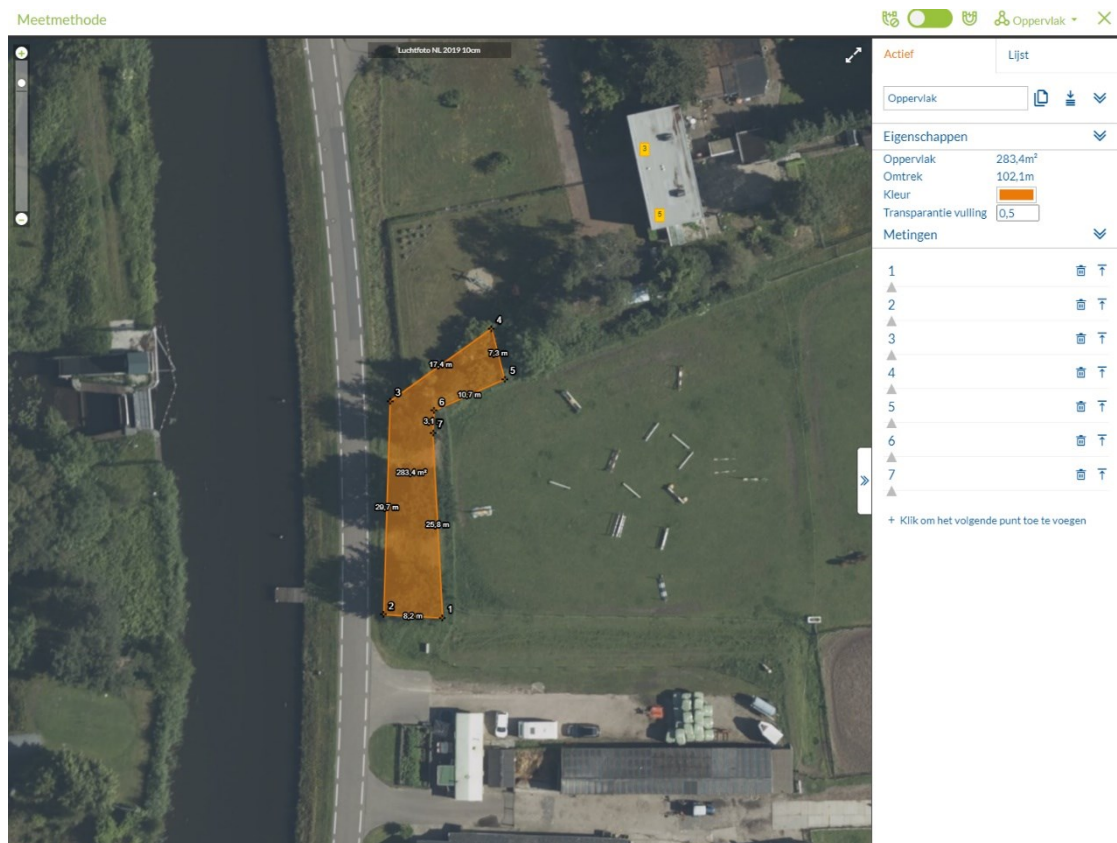 Meetmethode
Oppervlak
Luchtfoto NL 2019 10cm
Actief
Lijst
Oppervlak
Eigenschappen
Oppervlak 283,4m²
Omtrek 102,1m
Kleur
Transparantie vulling 0,5
Metingen
1
2
3
4
5
6
7
+ Klik om het volgende punt toe te voegen
3
4
17,4 m
7,3 m
5
3
10,7 m
6
3,1
7
283,4 m²
29,7 m
25,8 m
2
8,2 m
1